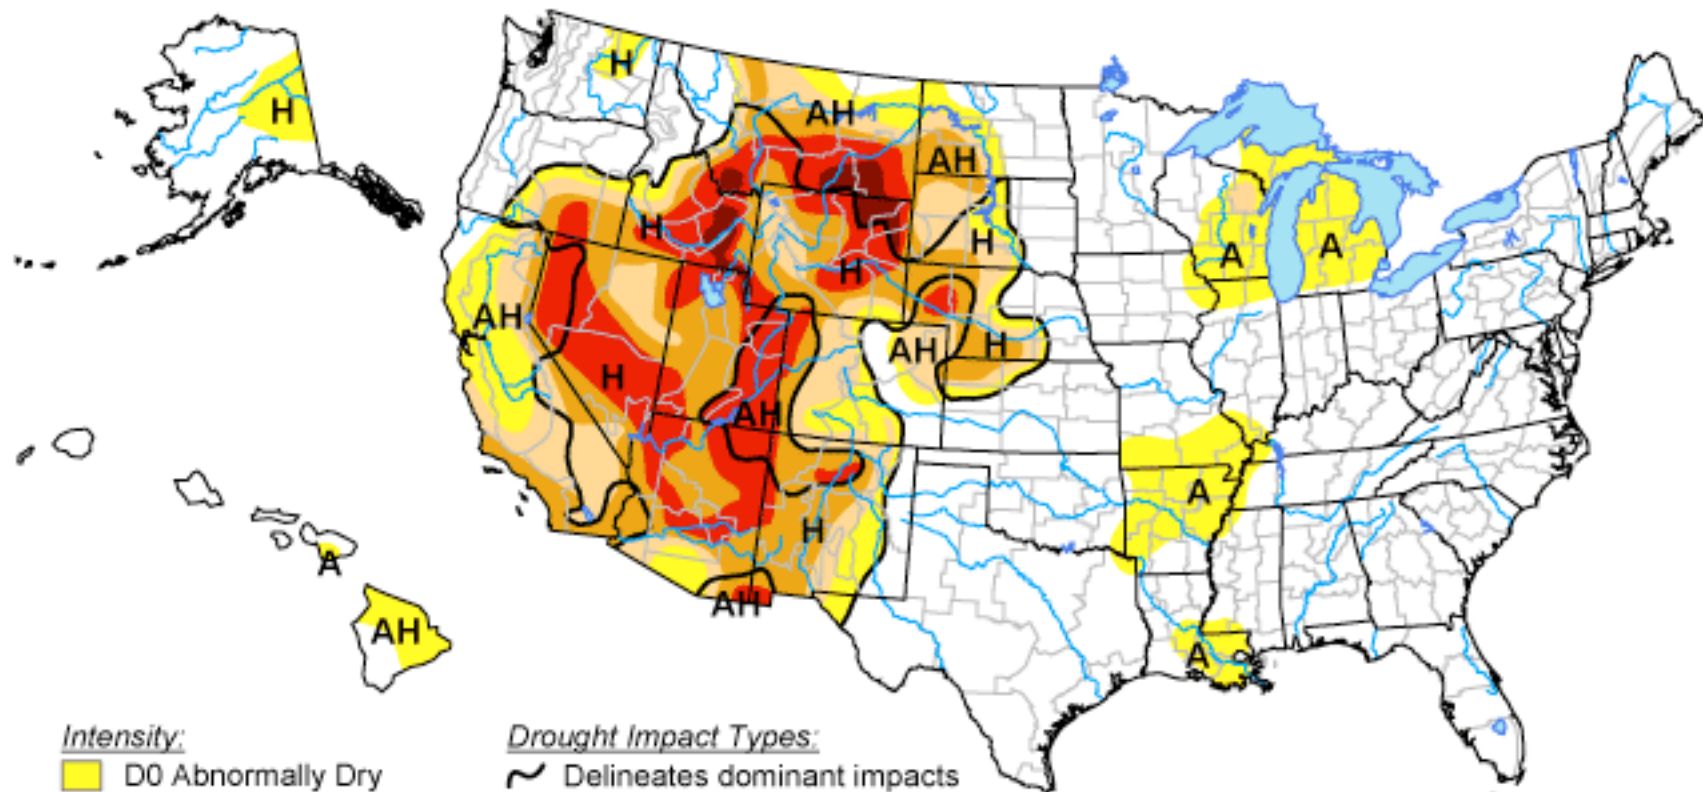 H
H
AH
AH
H
H
A
A
H
AH
AH
H
H
AH
A
H
A
AH
AH
A
Intensity:
D0 Abnormally Dry
Drought Impact Types:
Delineates dominant impacts